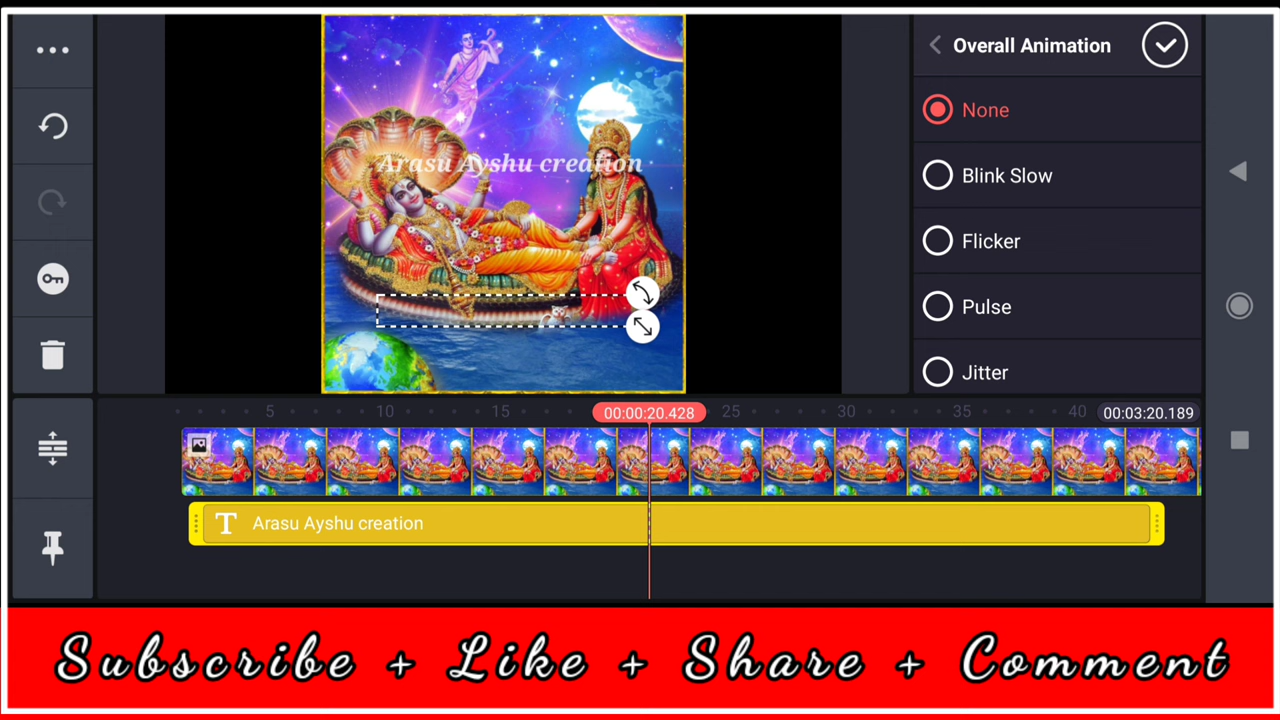 Overall Animation
None
Blink Slow
Flicker
Pulse
Jitter
Arasu Ayshu creation
5 10 15 00:00:20.428 25 30 35 40 00:03:20.189
T Arasu Ayshu creation
Subscribe + Like + Share + Comment